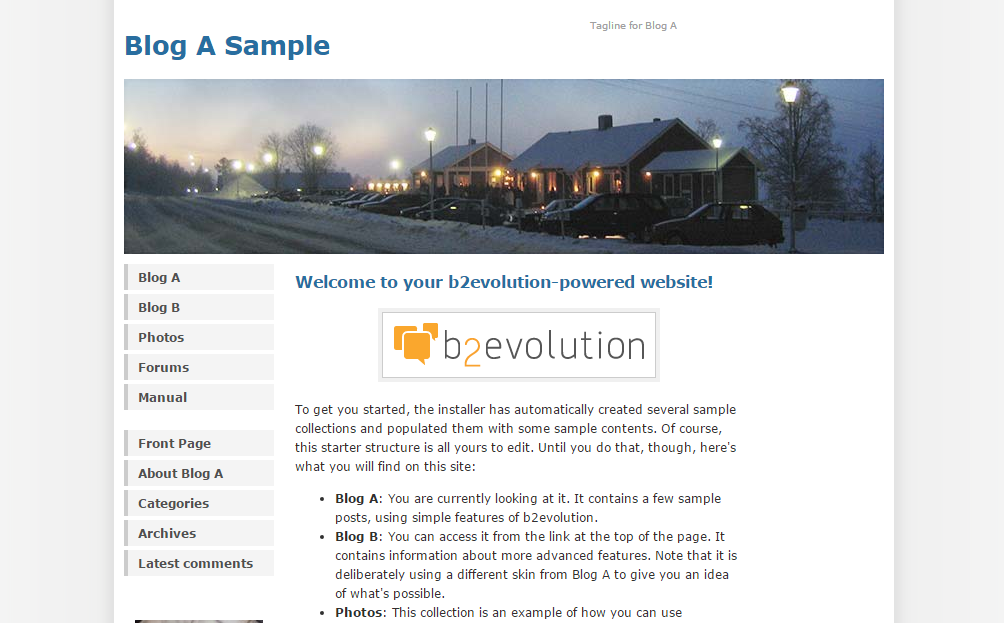 Tagline for Blog A
Blog A Sample
Blog A
Blog B
Photos
Forums
Manual
Front Page
About Blog A
Categories
Archives
Latest comments
Welcome to your b2evolution-powered website!
b2evolution
To get you started, the installer has automatically created several sample
collections and populated them with some sample contents. Of course,
this starter structure is all yours to edit. Until you do that, though, here's
what you will find on this site:
• Blog A: You are currently looking at it. It contains a few sample
posts, using simple features of b2evolution.
• Blog B: You can access it from the link at the top of the page. It
contains information about more advanced features. Note that it is
deliberately using a different skin from Blog A to give you an idea
of what's possible.
• Photos: This collection is an example of how you can use